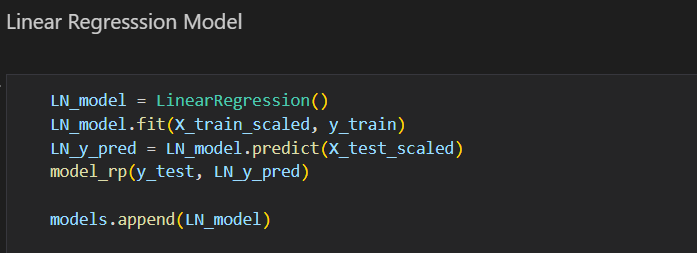 Linear Regresssion Model
LN_model = LinearRegression()
LN_model.fit(X_train_scaled, y_train)
LN_y_pred = LN_model.predict(X_test_scaled)
model_rp(y_test, LN_y_pred)
models.append(LN_model)